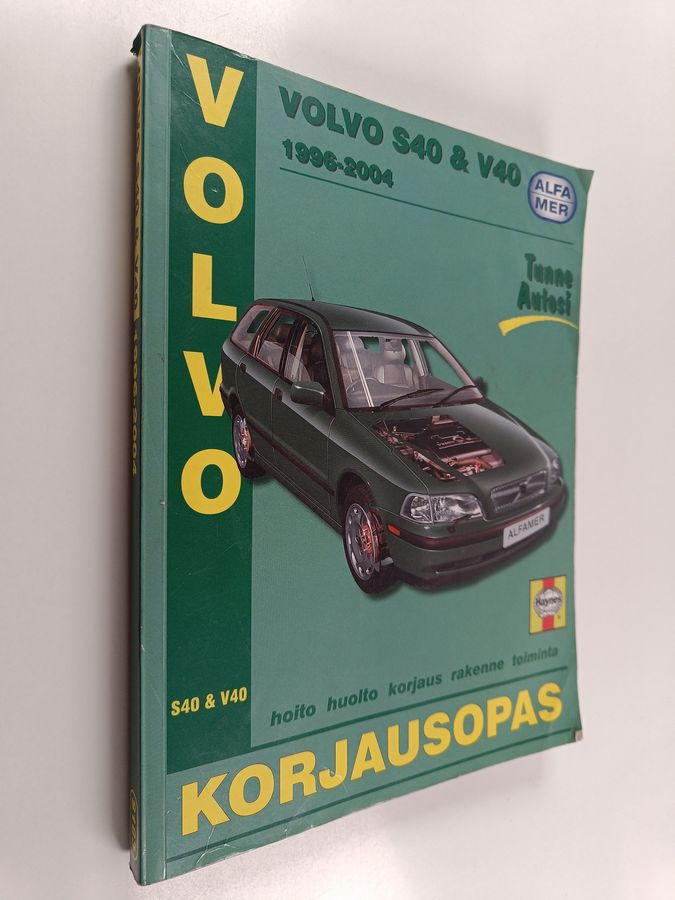 VOLVO
VOLVO S40 & V40
1996-2004
ALFA
MER
Tunne
Autosi
ALFAMER
Haynes
S40 & V40
hoito huolto korjaus rakenne toiminta
KORJAUSOPAS